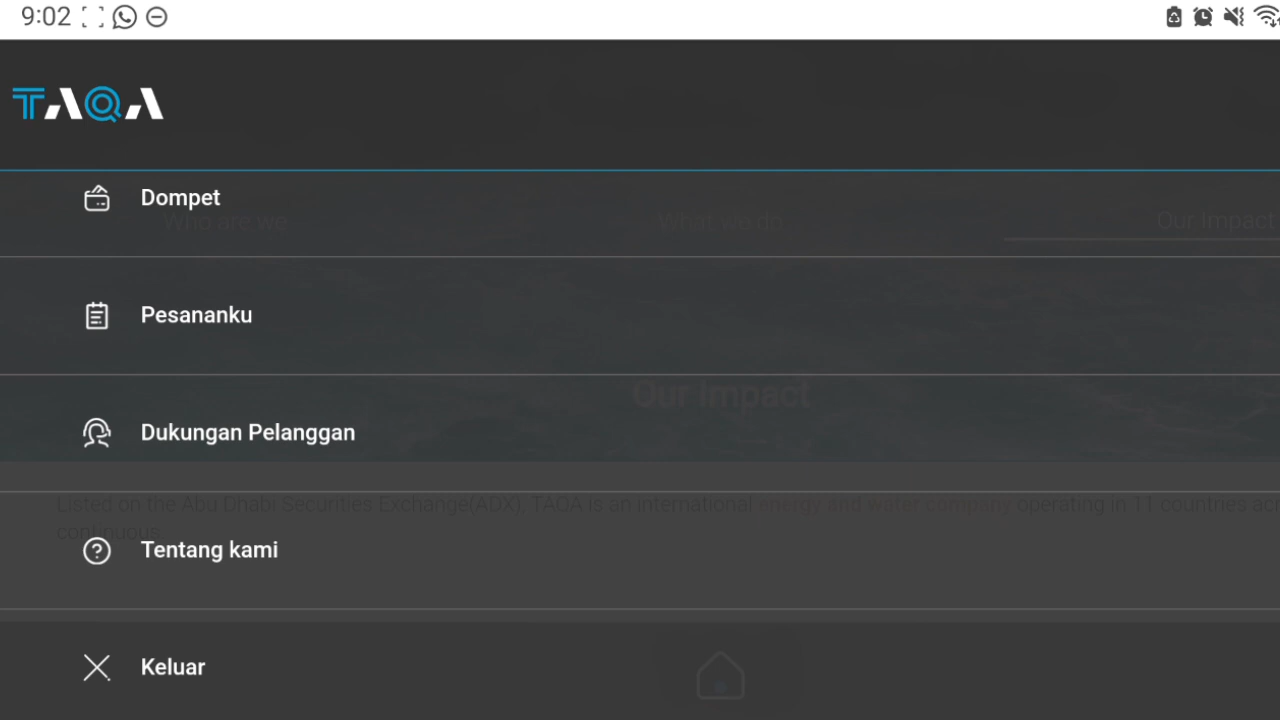 9:02
TAQA
Dompet
Who are we
What we do
Our Impact
Pesananku
Our Impact
Dukungan Pelanggan
Listed on the Abu Dhabi Securities Exchange(ADX), TAQA is an international energy and water company operating in 11 countries
continuous
Tentang kami
Keluar